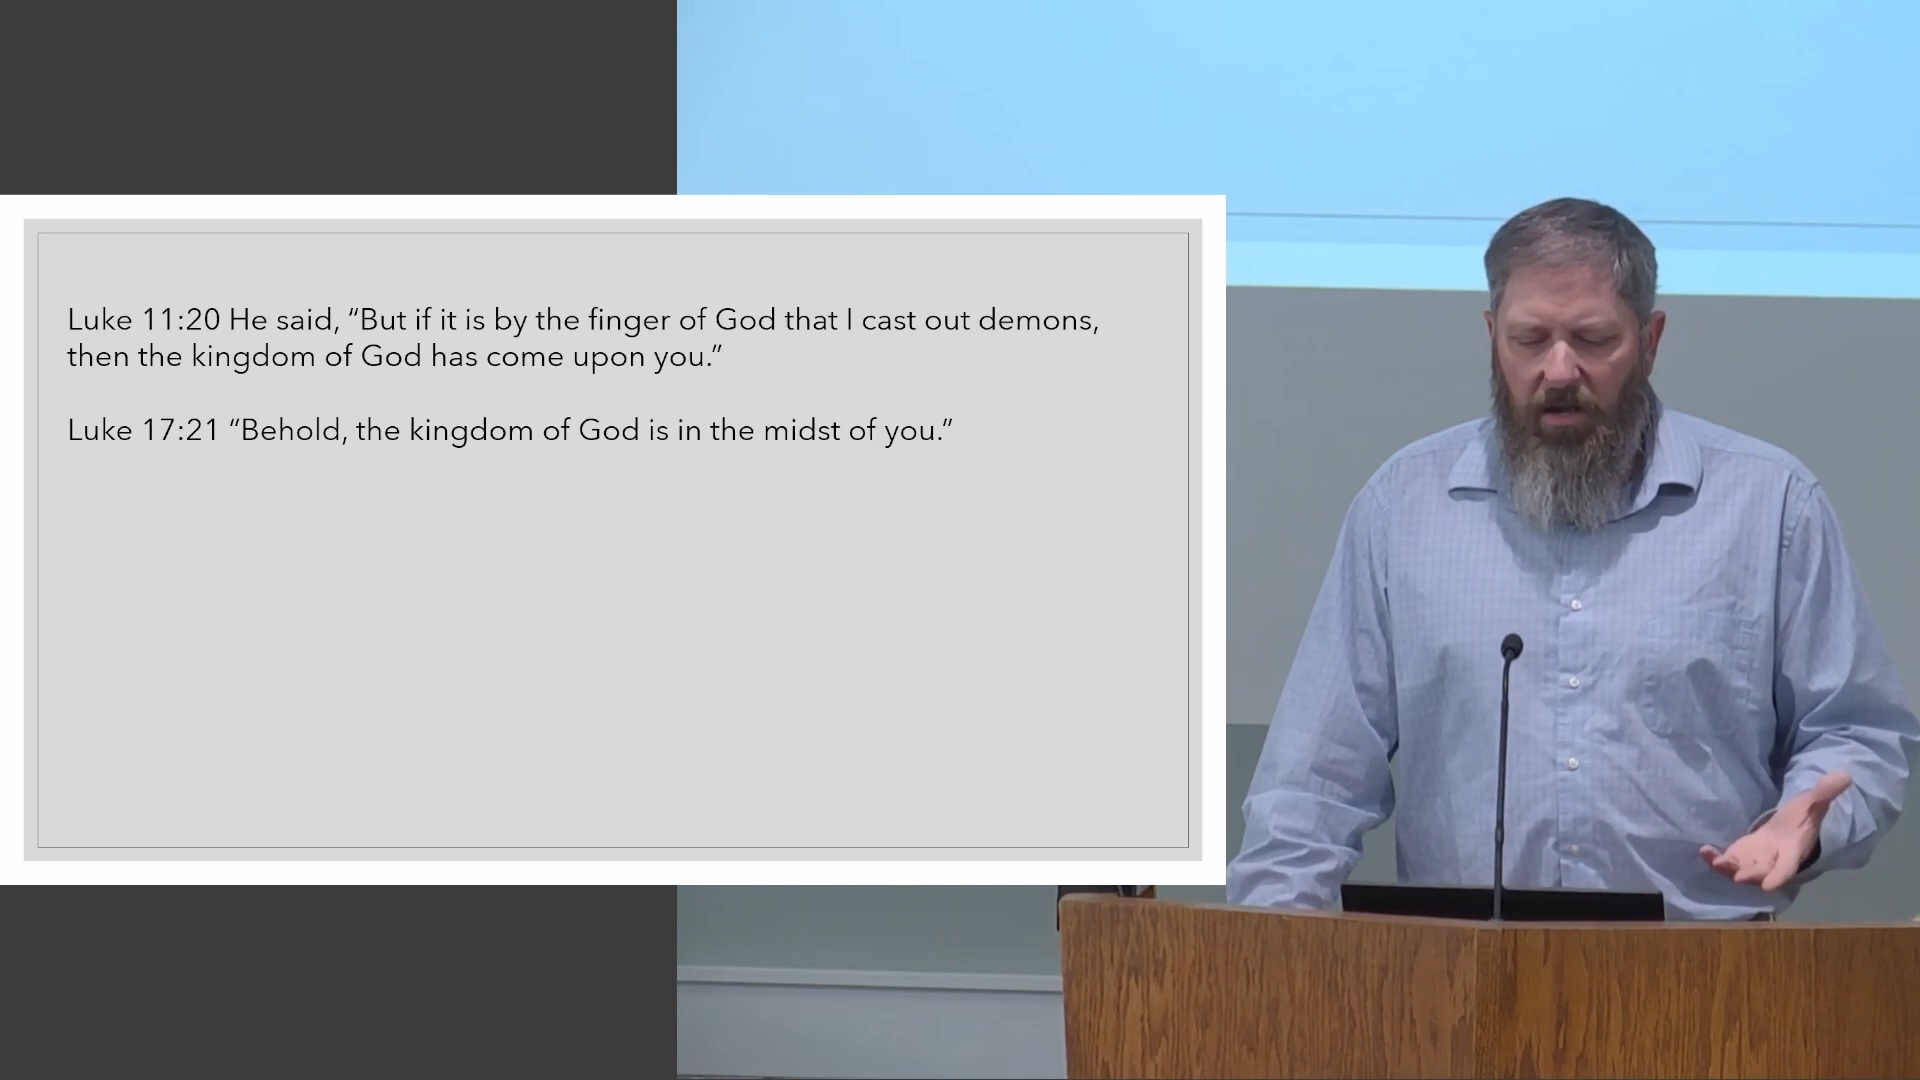 Luke 11:20 He said, “But if it is by the finger of God that I cast out demons,
then the kingdom of God has come upon you.”
Luke 17:21 “Behold, the kingdom of God is in the midst of you.”